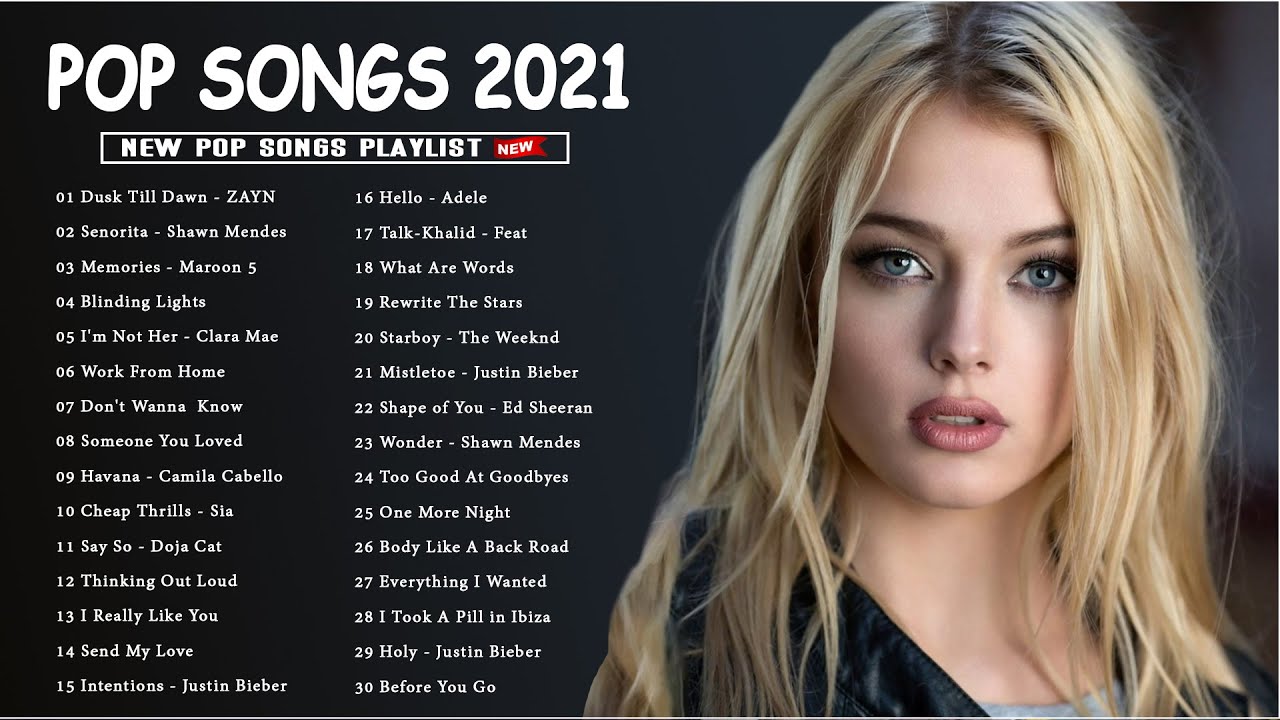 POP SONGS 2021
NEW POP SONGS PLAYLIST NEW
01 Dusk Till Dawn - ZAYN
02 Senorita - Shawn Mendes
03 Memories - Maroon 5
04 Blinding Lights
05 I'm Not Her - Clara Mae
06 Work From Home
07 Don't Wanna  Know
08 Someone You Loved
09 Havana - Camila Cabello
10 Cheap Thrills - Sia
11 Say So - Doja Cat
12 Thinking Out Loud
13 I Really Like You
14 Send My Love
15 Intentions - Justin Bieber
16 Hello - Adele
17 Talk-Khalid - Feat
18 What Are Words
19 Rewrite The Stars
20 Starboy - The Weeknd
21 Mistletoe - Justin Bieber
22 Shape of You - Ed Sheeran
23 Wonder - Shawn Mendes
24 Too Good At Goodbyes
25 One More Night
26 Body Like A Back Road
27 Everything I Wanted
28 I Took A Pill in Ibiza
29 Holy - Justin Bieber
30 Before You Go